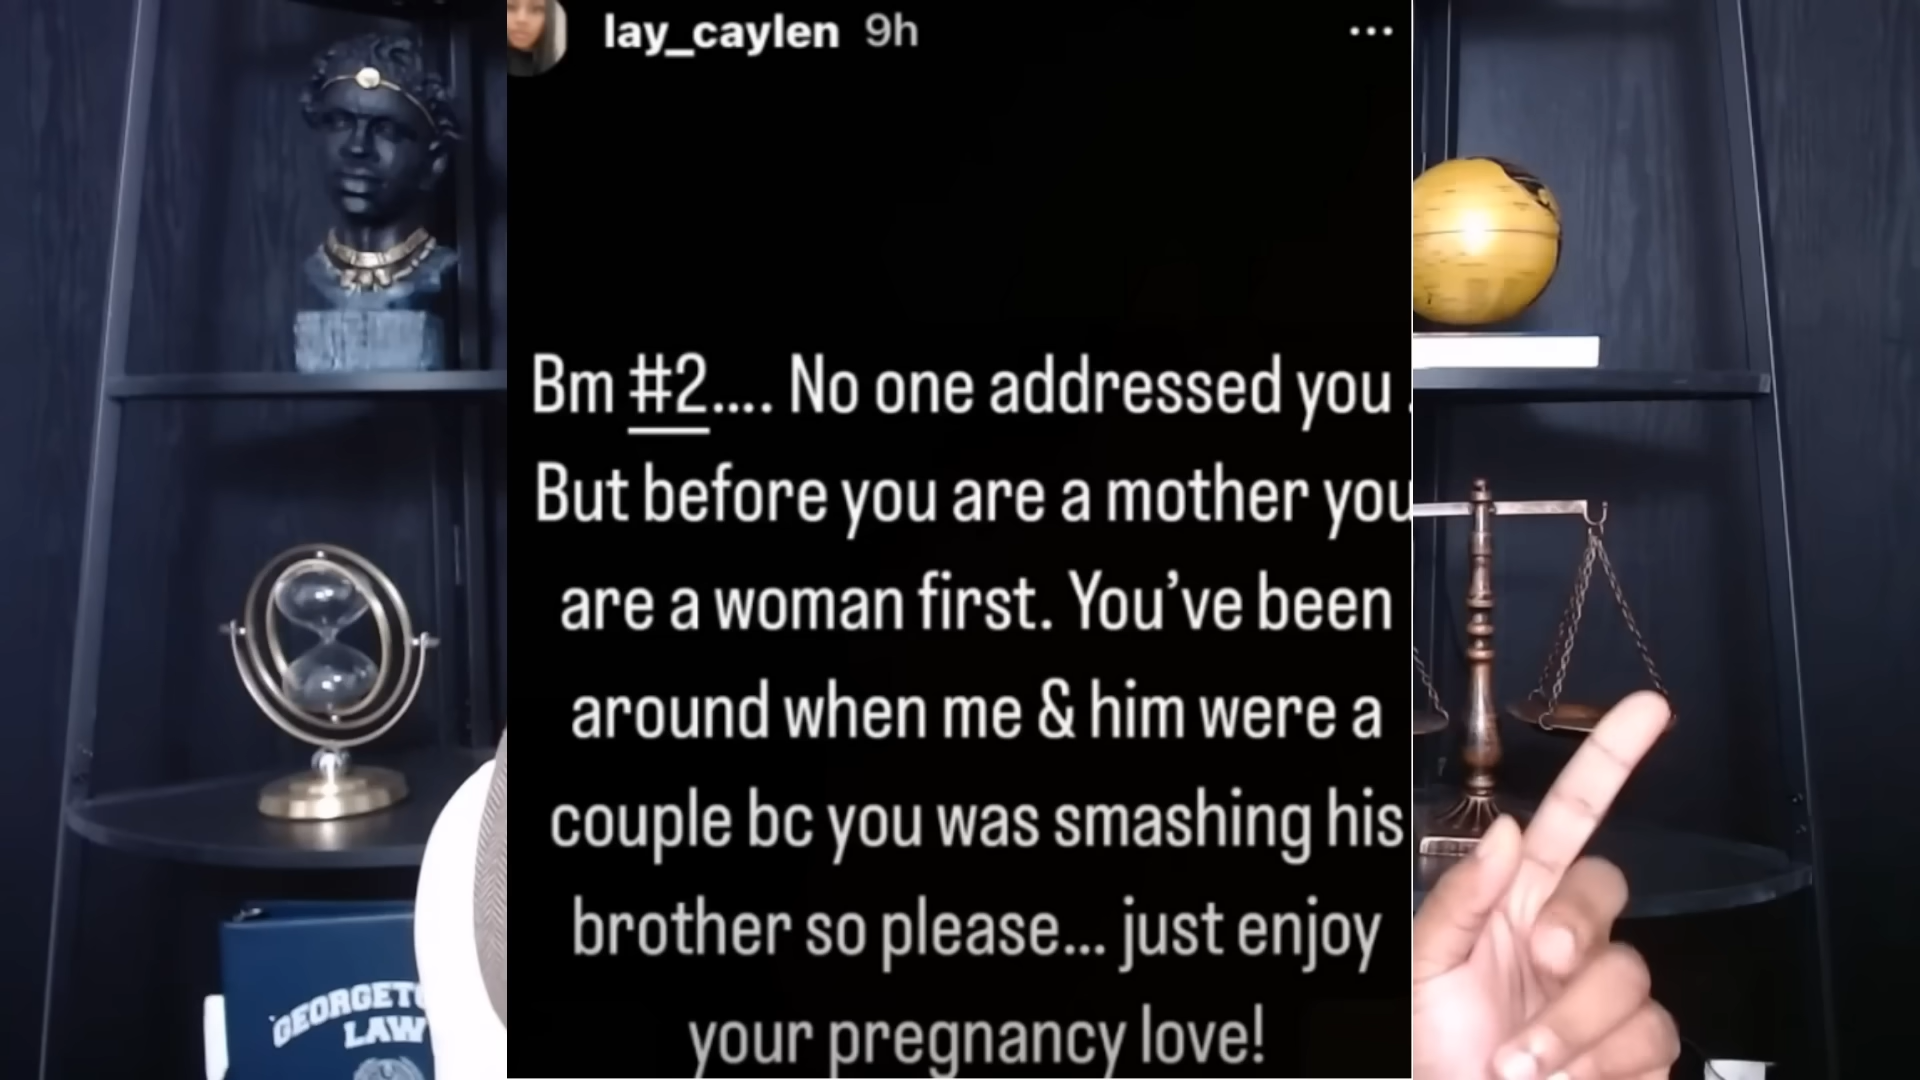 lay_caylen 9h
Bm #2.... No one addressed you .
But before you are a mother you
are a woman first. You’ve been
around when me & him were a
couple bc you was smashing his
brother so please... just enjoy
your pregnancy love!
LAW